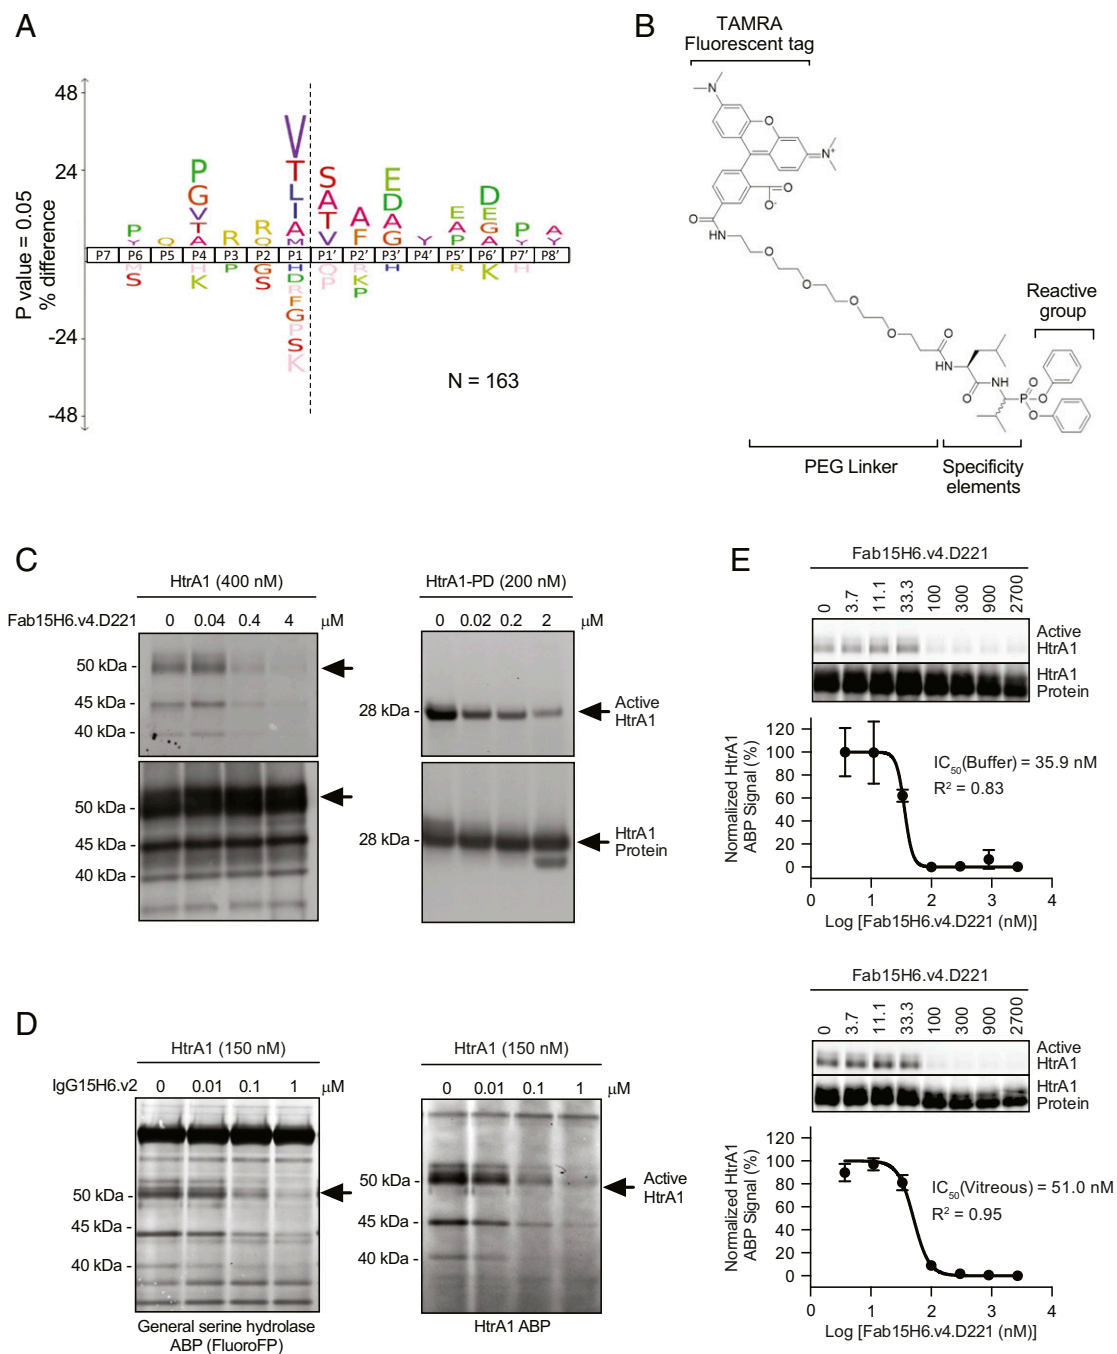 A
48
24
-24
-48
P value = 0.05
% difference
P7 P6 P5 P4 P3 P2 P1 P1' P2' P3' P4' P5' P6' P7' P8'
N = 163
B
TAMRA
Fluorescent tag
Reactive
group
PEG Linker
Specificity
elements
C
HtrA1 (400 nM)
Fab15H6.v4.D221 0 0.04 0.4 4 μM
50 kDa -
45 kDa -
40 kDa -
50 kDa -
45 kDa -
40 kDa -
HtrA1-PD (200 nM)
0 0.02 0.2 2 μM
28 kDa -
Active
HtrA1
28 kDa -
HtrA1
Protein
D
HtrA1 (150 nM)
IgG15H6.v2 0 0.01 0.1 1 μM
50 kDa -
45 kDa -
40 kDa -
General serine hydrolase
ABP (FluoroFP)
HtrA1 (150 nM)
0 0.01 0.1 1 μM
50 kDa -
45 kDa -
40 kDa -
Active
HtrA1
HtrA1 ABP
E
Fab15H6.v4.D221
0 3.7 11.1 33.3 100 300 900 2700
Active
HtrA1
HtrA1
Protein
Normalized HtrA1
ABP Signal (%)
120
100
80
60
40
20
0
IC50(Buffer) = 35.9 nM
R2 = 0.83
0 1 2 3 4
Log [Fab15H6.v4.D221 (nM)]
Fab15H6.v4.D221
0 3.7 11.1 33.3 100 300 900 2700
Active
HtrA1
HtrA1
Protein
Normalized HtrA1
ABP Signal (%)
120
100
80
60
40
20
0
IC50(Vitreous) = 51.0 nM
R2 = 0.95
0 1 2 3 4
Log [Fab15H6.v4.D221 (nM)]